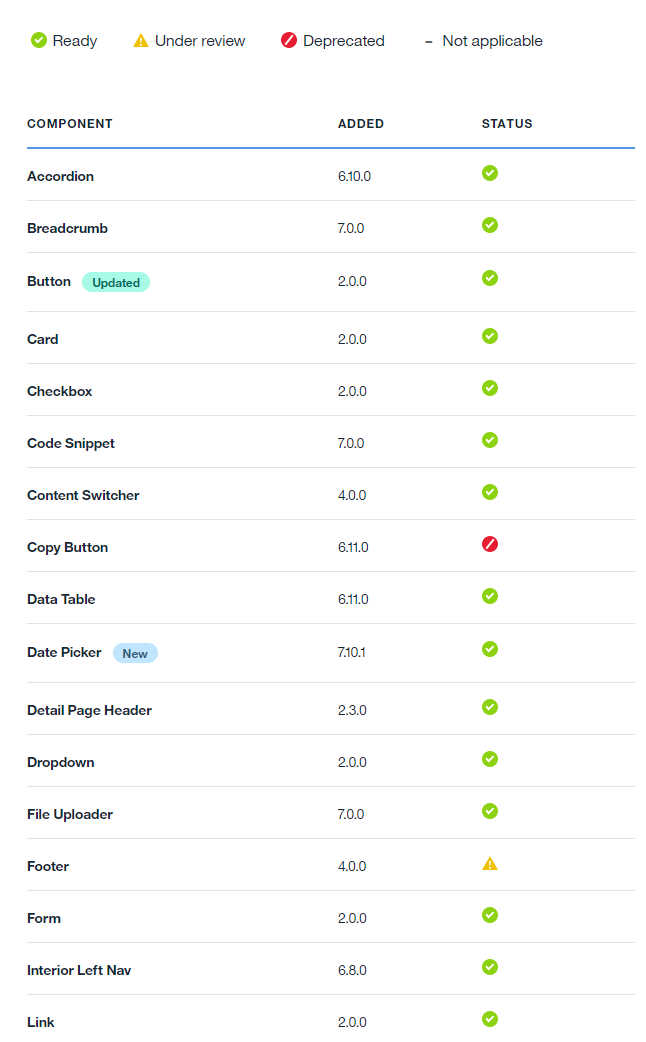 Ready Under review Deprecated – Not applicable
COMPONENT ADDED STATUS
Accordion 6.10.0
Breadcrumb 7.0.0
Button Updated 2.0.0
Card 2.0.0
Checkbox 2.0.0
Code Snippet 7.0.0
Content Switcher 4.0.0
Copy Button 6.11.0
Data Table 6.11.0
Date Picker New 7.10.1
Detail Page Header 2.3.0
Dropdown 2.0.0
File Uploader 7.0.0
Footer 4.0.0
Form 2.0.0
Interior Left Nav 6.8.0
Link 2.0.0